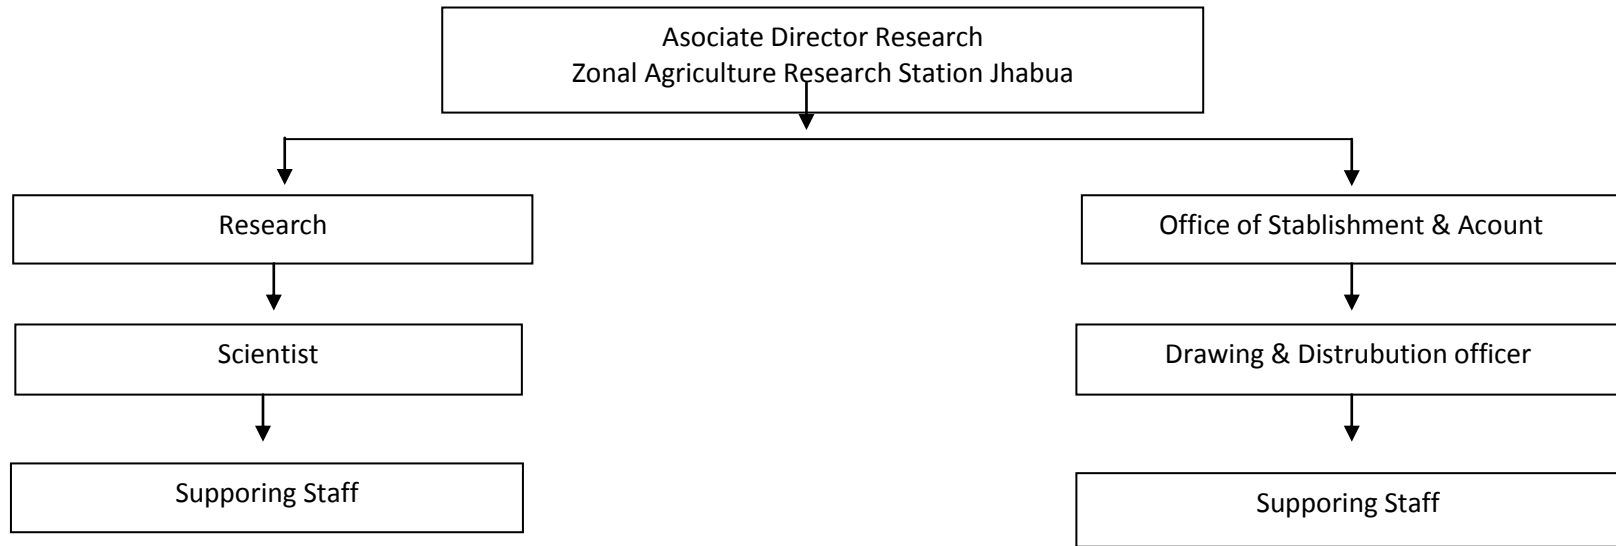 Asociate Director Research
Zonal Agriculture Research Station Jhabua
Research
Office of Stablishment & Acount
Scientist
Drawing & Distrubution officer
Supporing Staff
Supporing Staff